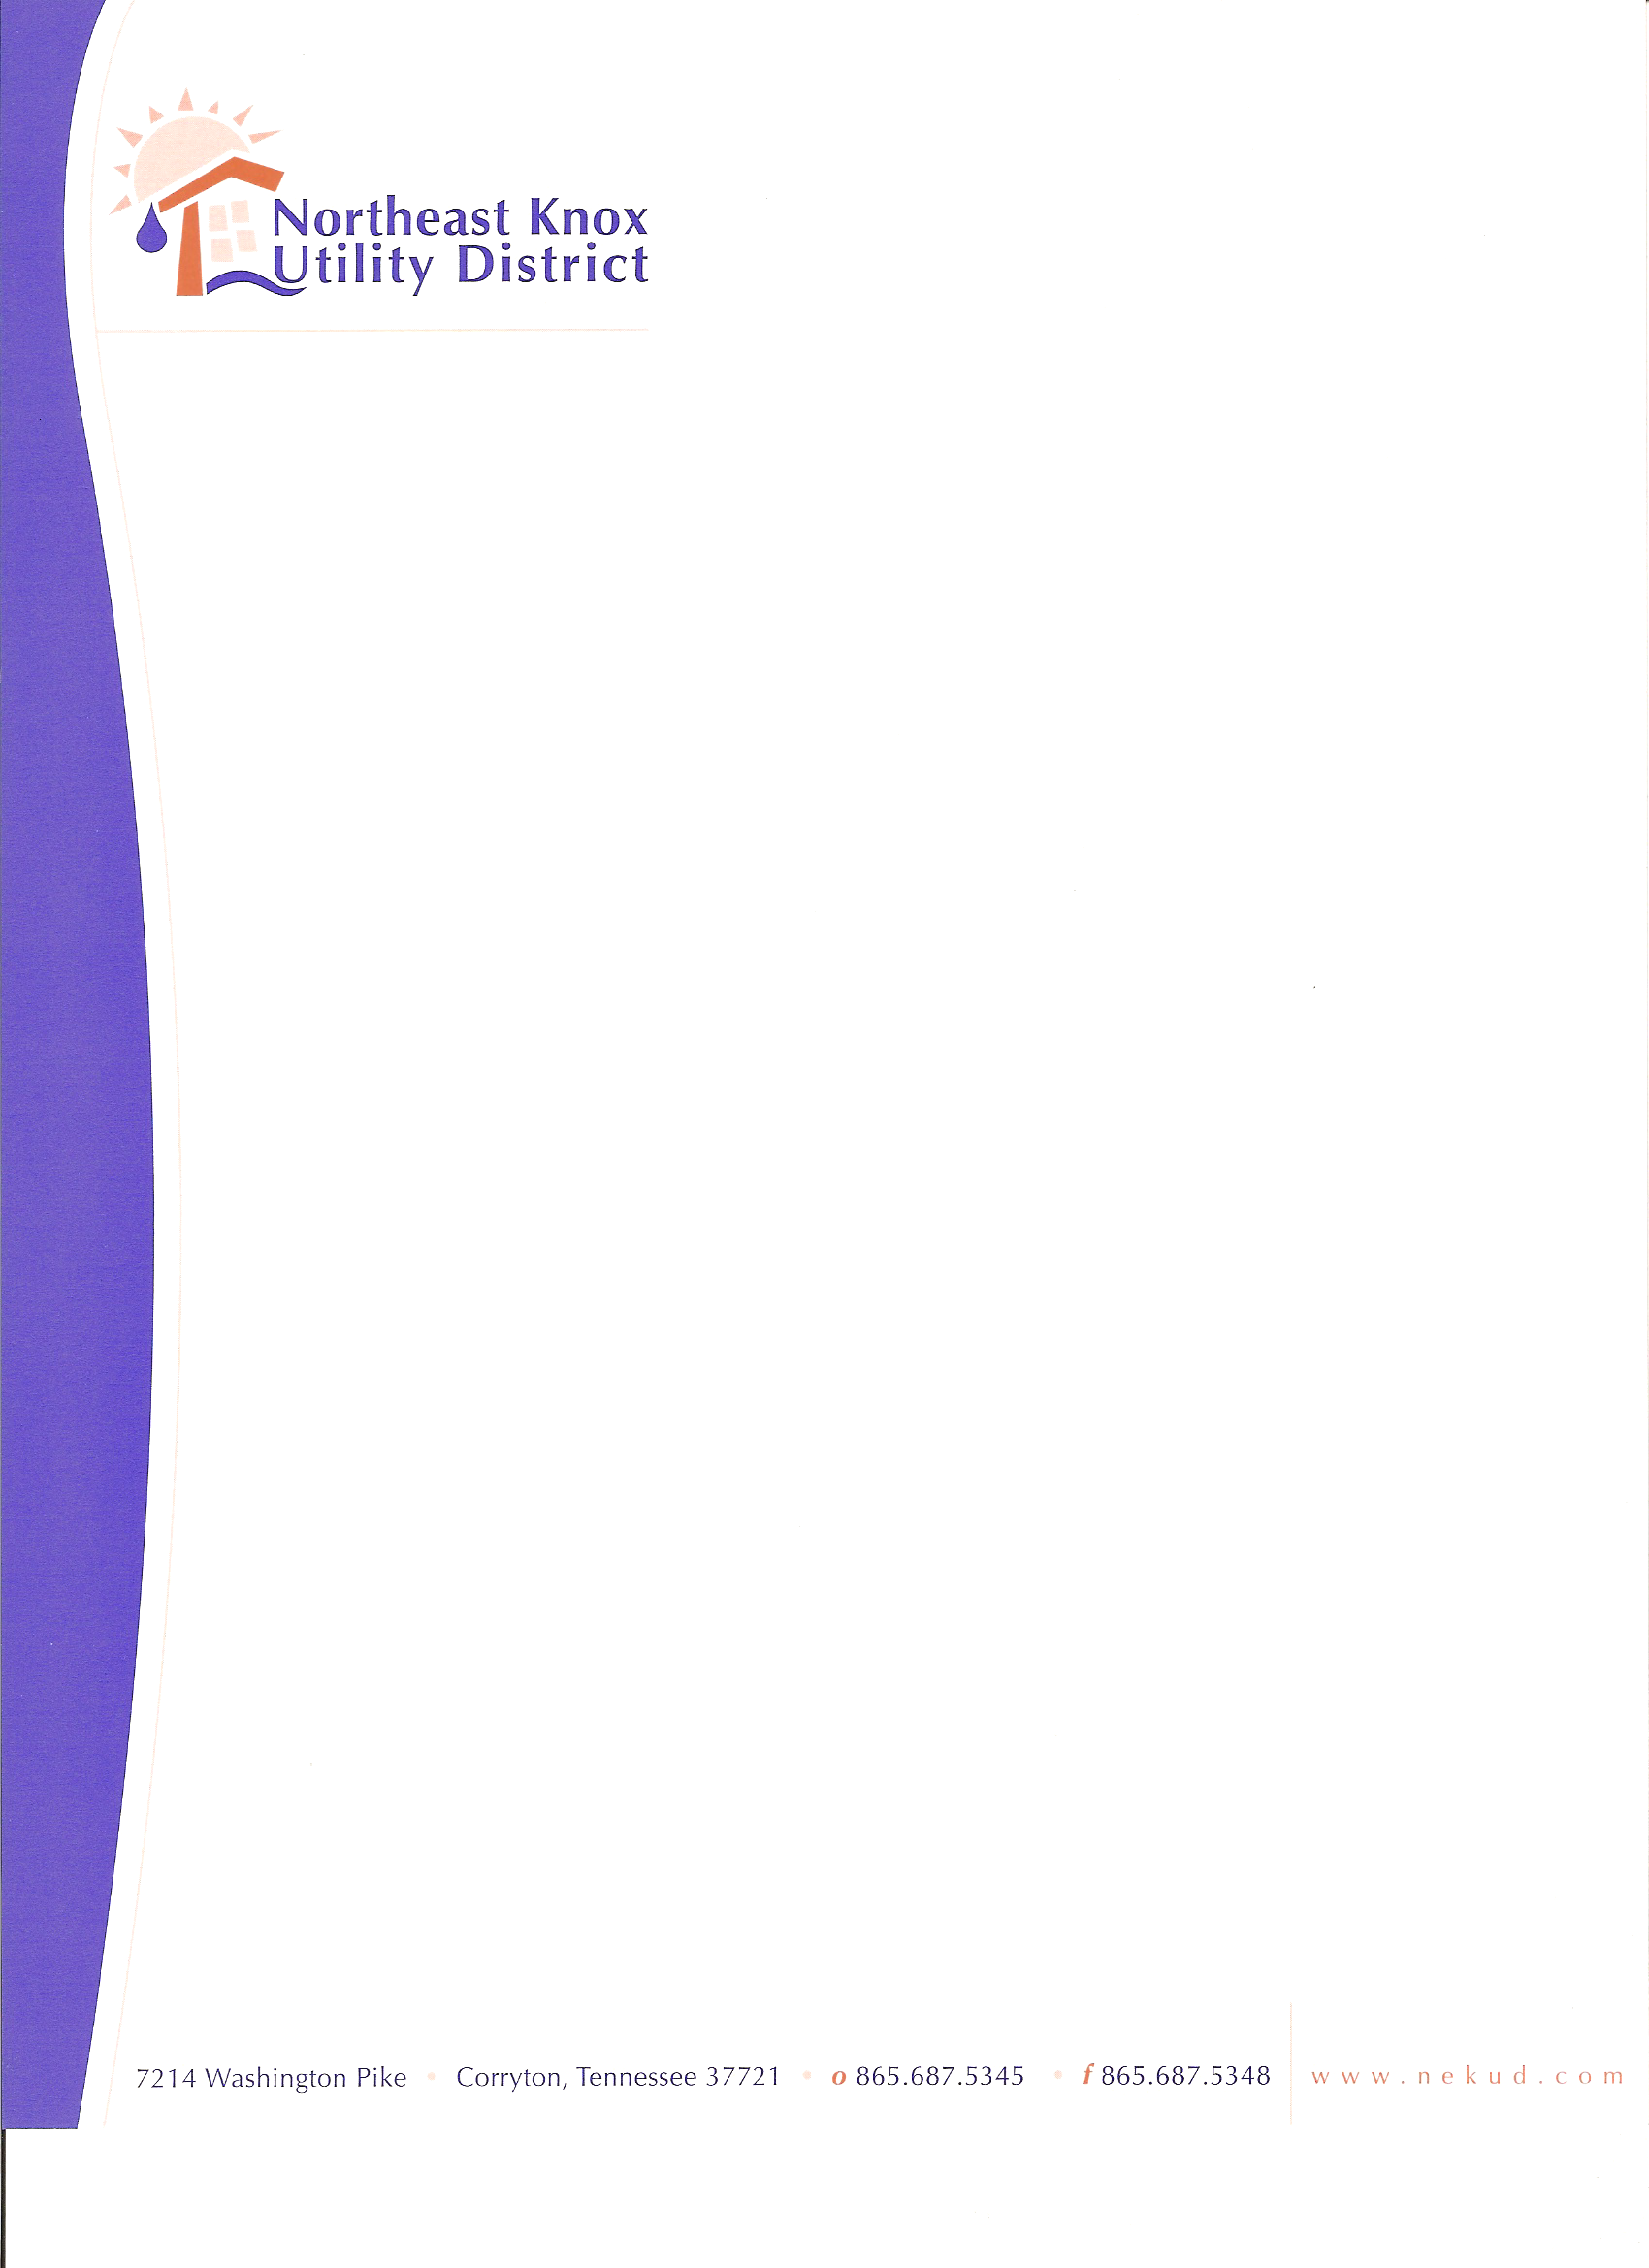 Northeast Knox
Utility District
7214 Washington Pike • Corryton, Tennessee 37721 • o 865.687.5345 • f 865.687.5348 www.nekud.com